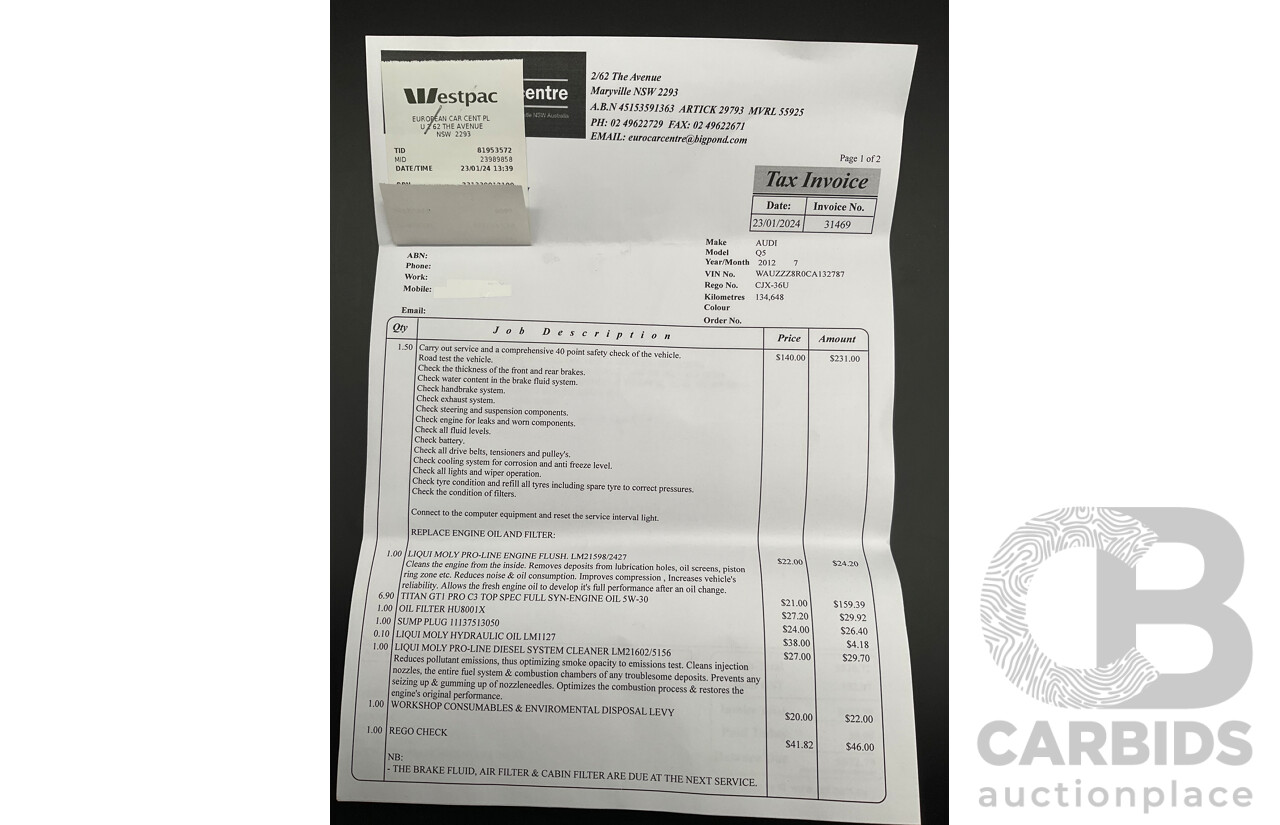 Westpac
EUROPEAN CAR CENT PL
U 2 62 THE AVENUE
NSW 2293
TID 81953572
MID 23989858
DATE/TIME 23/01/24 13:39
entre
NSW Australia
2/62 The Avenue
Maryville NSW 2293
A.B.N 45153591363 ARTICK 29793 MVRL 55925
PH: 02 49622729 FAX: 02 49622671
EMAIL: eurocarcentre@bigpond.com
Page 1 of 2
Tax Invoice
Date: Invoice No.
23/01/2024 31469
ABN:
Phone:
Work:
Mobile:
Email:
Make AUDI
Model Q5
Year/Month 2012 7
VIN No. WAUZZZ8R0CA132787
Rego No. CJX-36U
Kilometres 134,648
Colour
Order No.
Qty Job Description Price Amount
1.50 Carry out service and a comprehensive 40 point safety check of the vehicle. $140.00 $231.00
Road test the vehicle.
Check the thickness of the front and rear brakes.
Check water content in the brake fluid system.
Check handbrake system.
Check exhaust system.
Check steering and suspension components.
Check engine for leaks and worn components.
Check all fluid levels.
Check battery.
Check all drive belts, tensioners and pulley's.
Check cooling system for corrosion and anti freeze level.
Check all lights and wiper operation.
Check tyre condition and refill all tyres including spare tyre to correct pressures.
Check the condition of filters.
Connect to the computer equipment and reset the service interval light.
REPLACE ENGINE OIL AND FILTER:
1.00 LIQUI MOLY PRO-LINE ENGINE FLUSH. LM21598/2427 $22.00 $24.20
Cleans the engine from the inside. Removes deposits from lubrication holes, oil screens, piston
ring zone etc. Reduces noise & oil consumption. Improves compression , Increases vehicle's
reliability. Allows the fresh engine oil to develop it's full performance after an oil change.
6.90 TITAN GT1 PRO C3 TOP SPEC FULL SYN-ENGINE OIL 5W-30 $21.00 $159.39
1.00 OIL FILTER HU8001X $27.20 $29.92
1.00 SUMP PLUG 11137513050 $24.00 $26.40
0.10 LIQUI MOLY HYDRAULIC OIL LM1127 $38.00 $4.18
1.00 LIQUI MOLY PRO-LINE DIESEL SYSTEM CLEANER LM21602/5156 $27.00 $29.70
Reduces pollutant emissions, thus optimizing smoke opacity to emissions test. Cleans injection
nozzles, the entire fuel system & combustion chambers of any troublesome deposits. Prevents any
seizing up & gumming up of nozzleneedles. Optimizes the combustion process & restores the
engine's original performance.
1.00 WORKSHOP CONSUMABLES & ENVIROMENTAL DISPOSAL LEVY $20.00 $22.00
1.00 REGO CHECK $41.82 $46.00
NB:
- THE BRAKE FLUID, AIR FILTER & CABIN FILTER ARE DUE AT THE NEXT SERVICE.
CB
CARBIDS
auctionplace